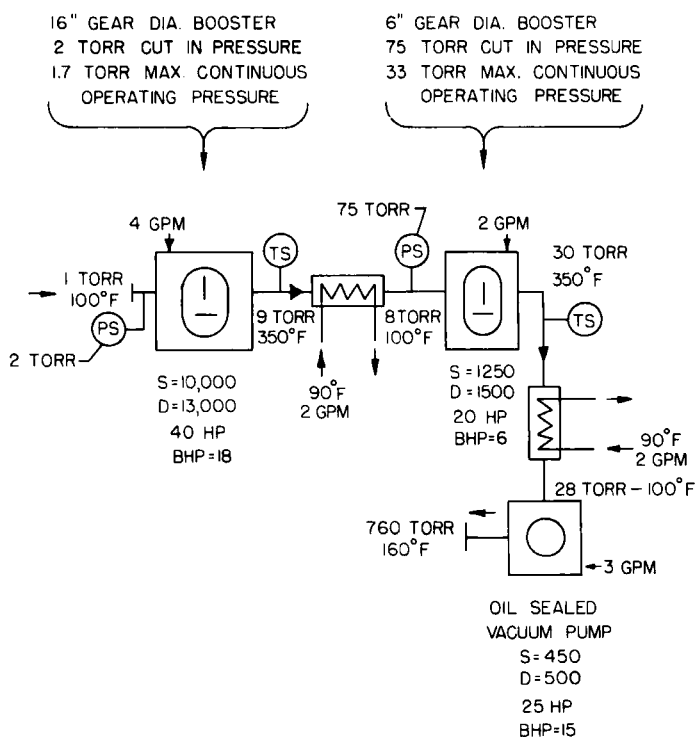 16" GEAR DIA. BOOSTER
2 TORR CUT IN PRESSURE
1.7 TORR MAX. CONTINUOUS
OPERATING PRESSURE
6" GEAR DIA. BOOSTER
75 TORR CUT IN PRESSURE
33 TORR MAX. CONTINUOUS
OPERATING PRESSURE
4 GPM
TS
75 TORR
PS
2 GPM
30 TORR
350°F
1 TORR
100°F
PS
2 TORR
9 TORR
350°F
8 TORR
100°F
TS
S=10,000
D=13,000
40 HP
BHP=18
90°F
2 GPM
S=1250
D=1500
20 HP
BHP=6
90°F
2 GPM
28 TORR-100°F
760 TORR
160°F
3 GPM
OIL SEALED
VACUUM PUMP
S=450
D=500
25 HP
BHP=15